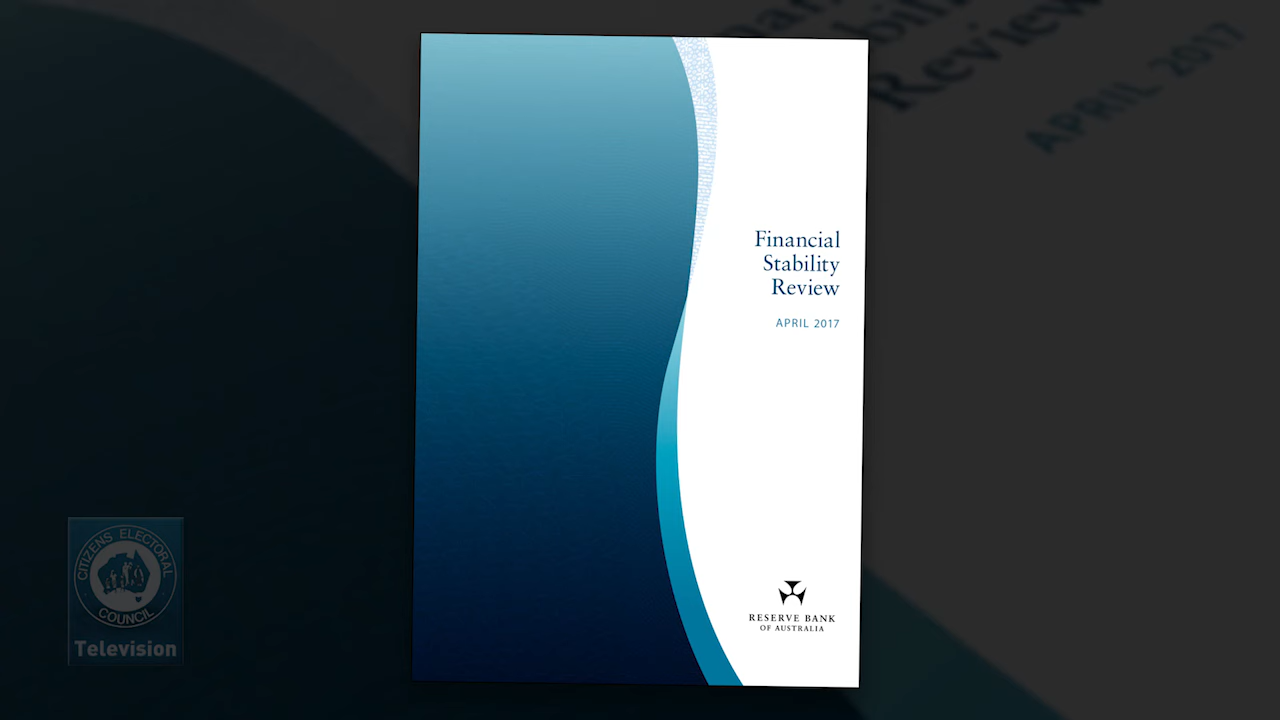 Financial
Stability
Review
APRIL 2017
RESERVE BANK
OF AUSTRALIA
Review
APRIL 2017
CITIZENS ELECTORAL
COUNCIL
Television